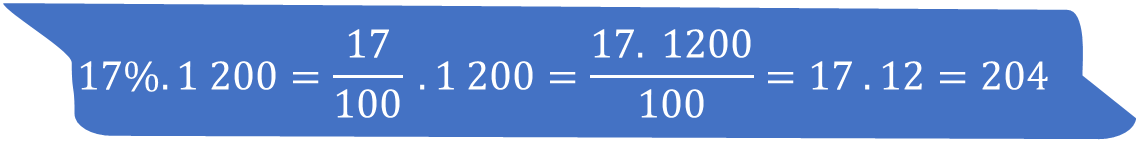 17%. 1 200 = 17/100 . 1 200 = 17. 1200/100 = 17 . 12 = 204